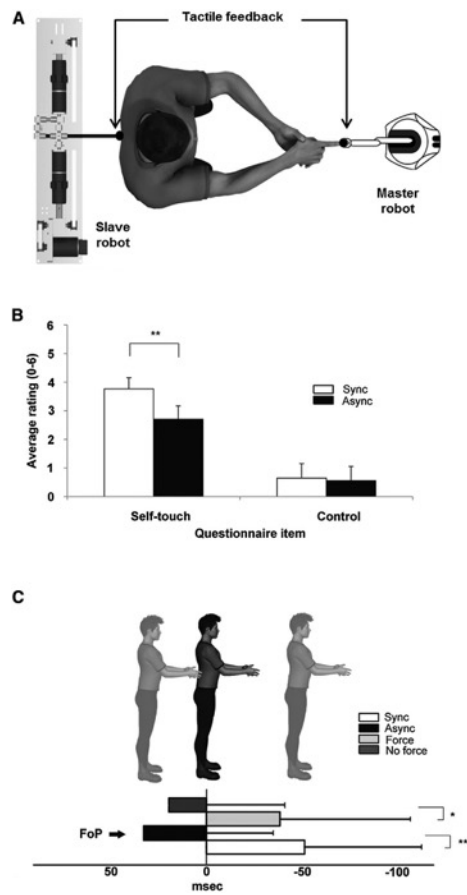 A
Tactile feedback
Slave
robot
Master
robot
B
Average rating (0-6)
6
5
4
3
2
1
0
**
Sync
Async
Self-touch
Control
Questionnaire item
C
Sync
Async
Force
No force
*
FoP
**
50
0
-50
-100
msec